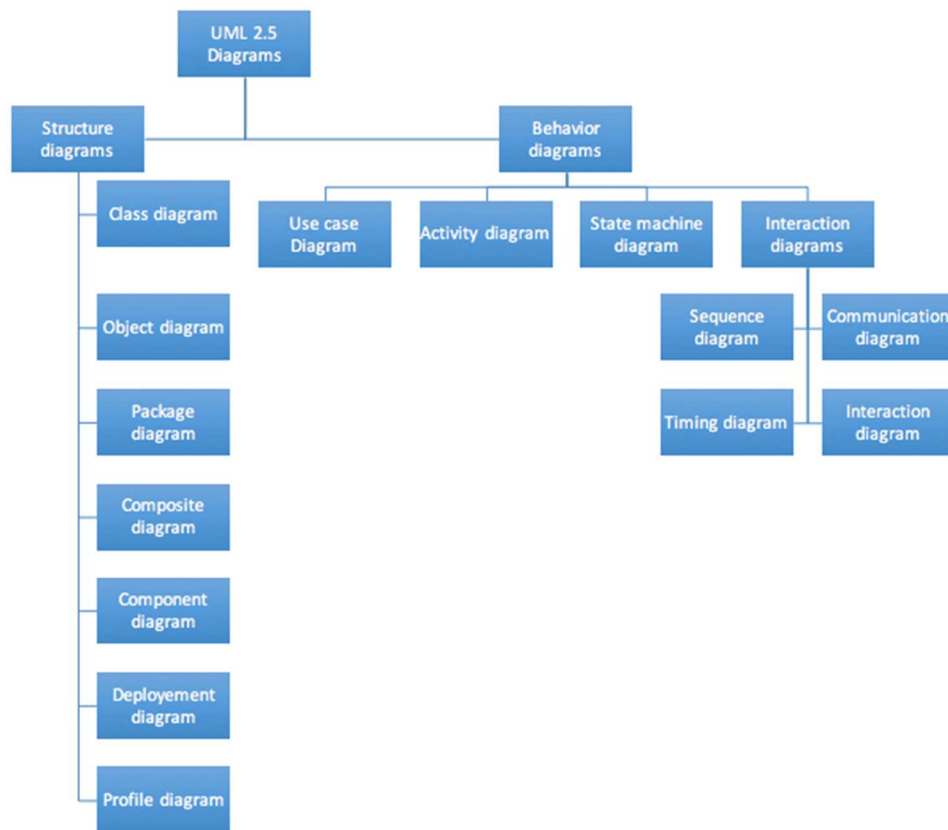 UML 2.5
Diagrams
Structure
diagrams
Behavior
diagrams
Class diagram
Use case
Diagram
Activity diagram
State machine
diagram
Interaction
diagrams
Object diagram
Sequence
diagram
Communication
diagram
Package
diagram
Timing diagram
Interaction
diagram
Composite
diagram
Component
diagram
Deployement
diagram
Profile diagram